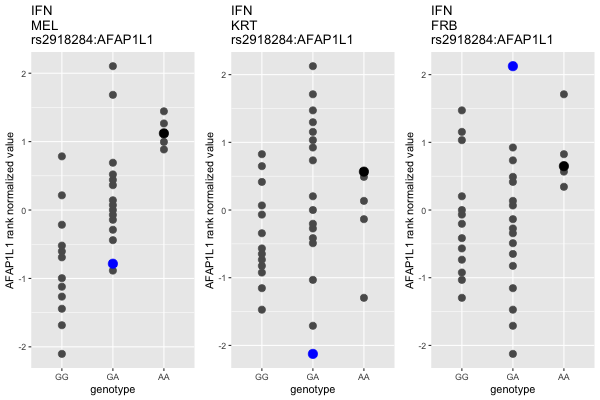 IFN
MEL
rs2918284:AFAP1L1
AFAP1L1 rank normalized value
2
1
0
-1
-2
GG
GA
AA
genotype
IFN
KRT
rs2918284:AFAP1L1
AFAP1L1 rank normalized value
2
1
0
-1
-2
GG
GA
AA
genotype
IFN
FRB
rs2918284:AFAP1L1
AFAP1L1 rank normalized value
2
1
0
-1
-2
GG
GA
AA
genotype